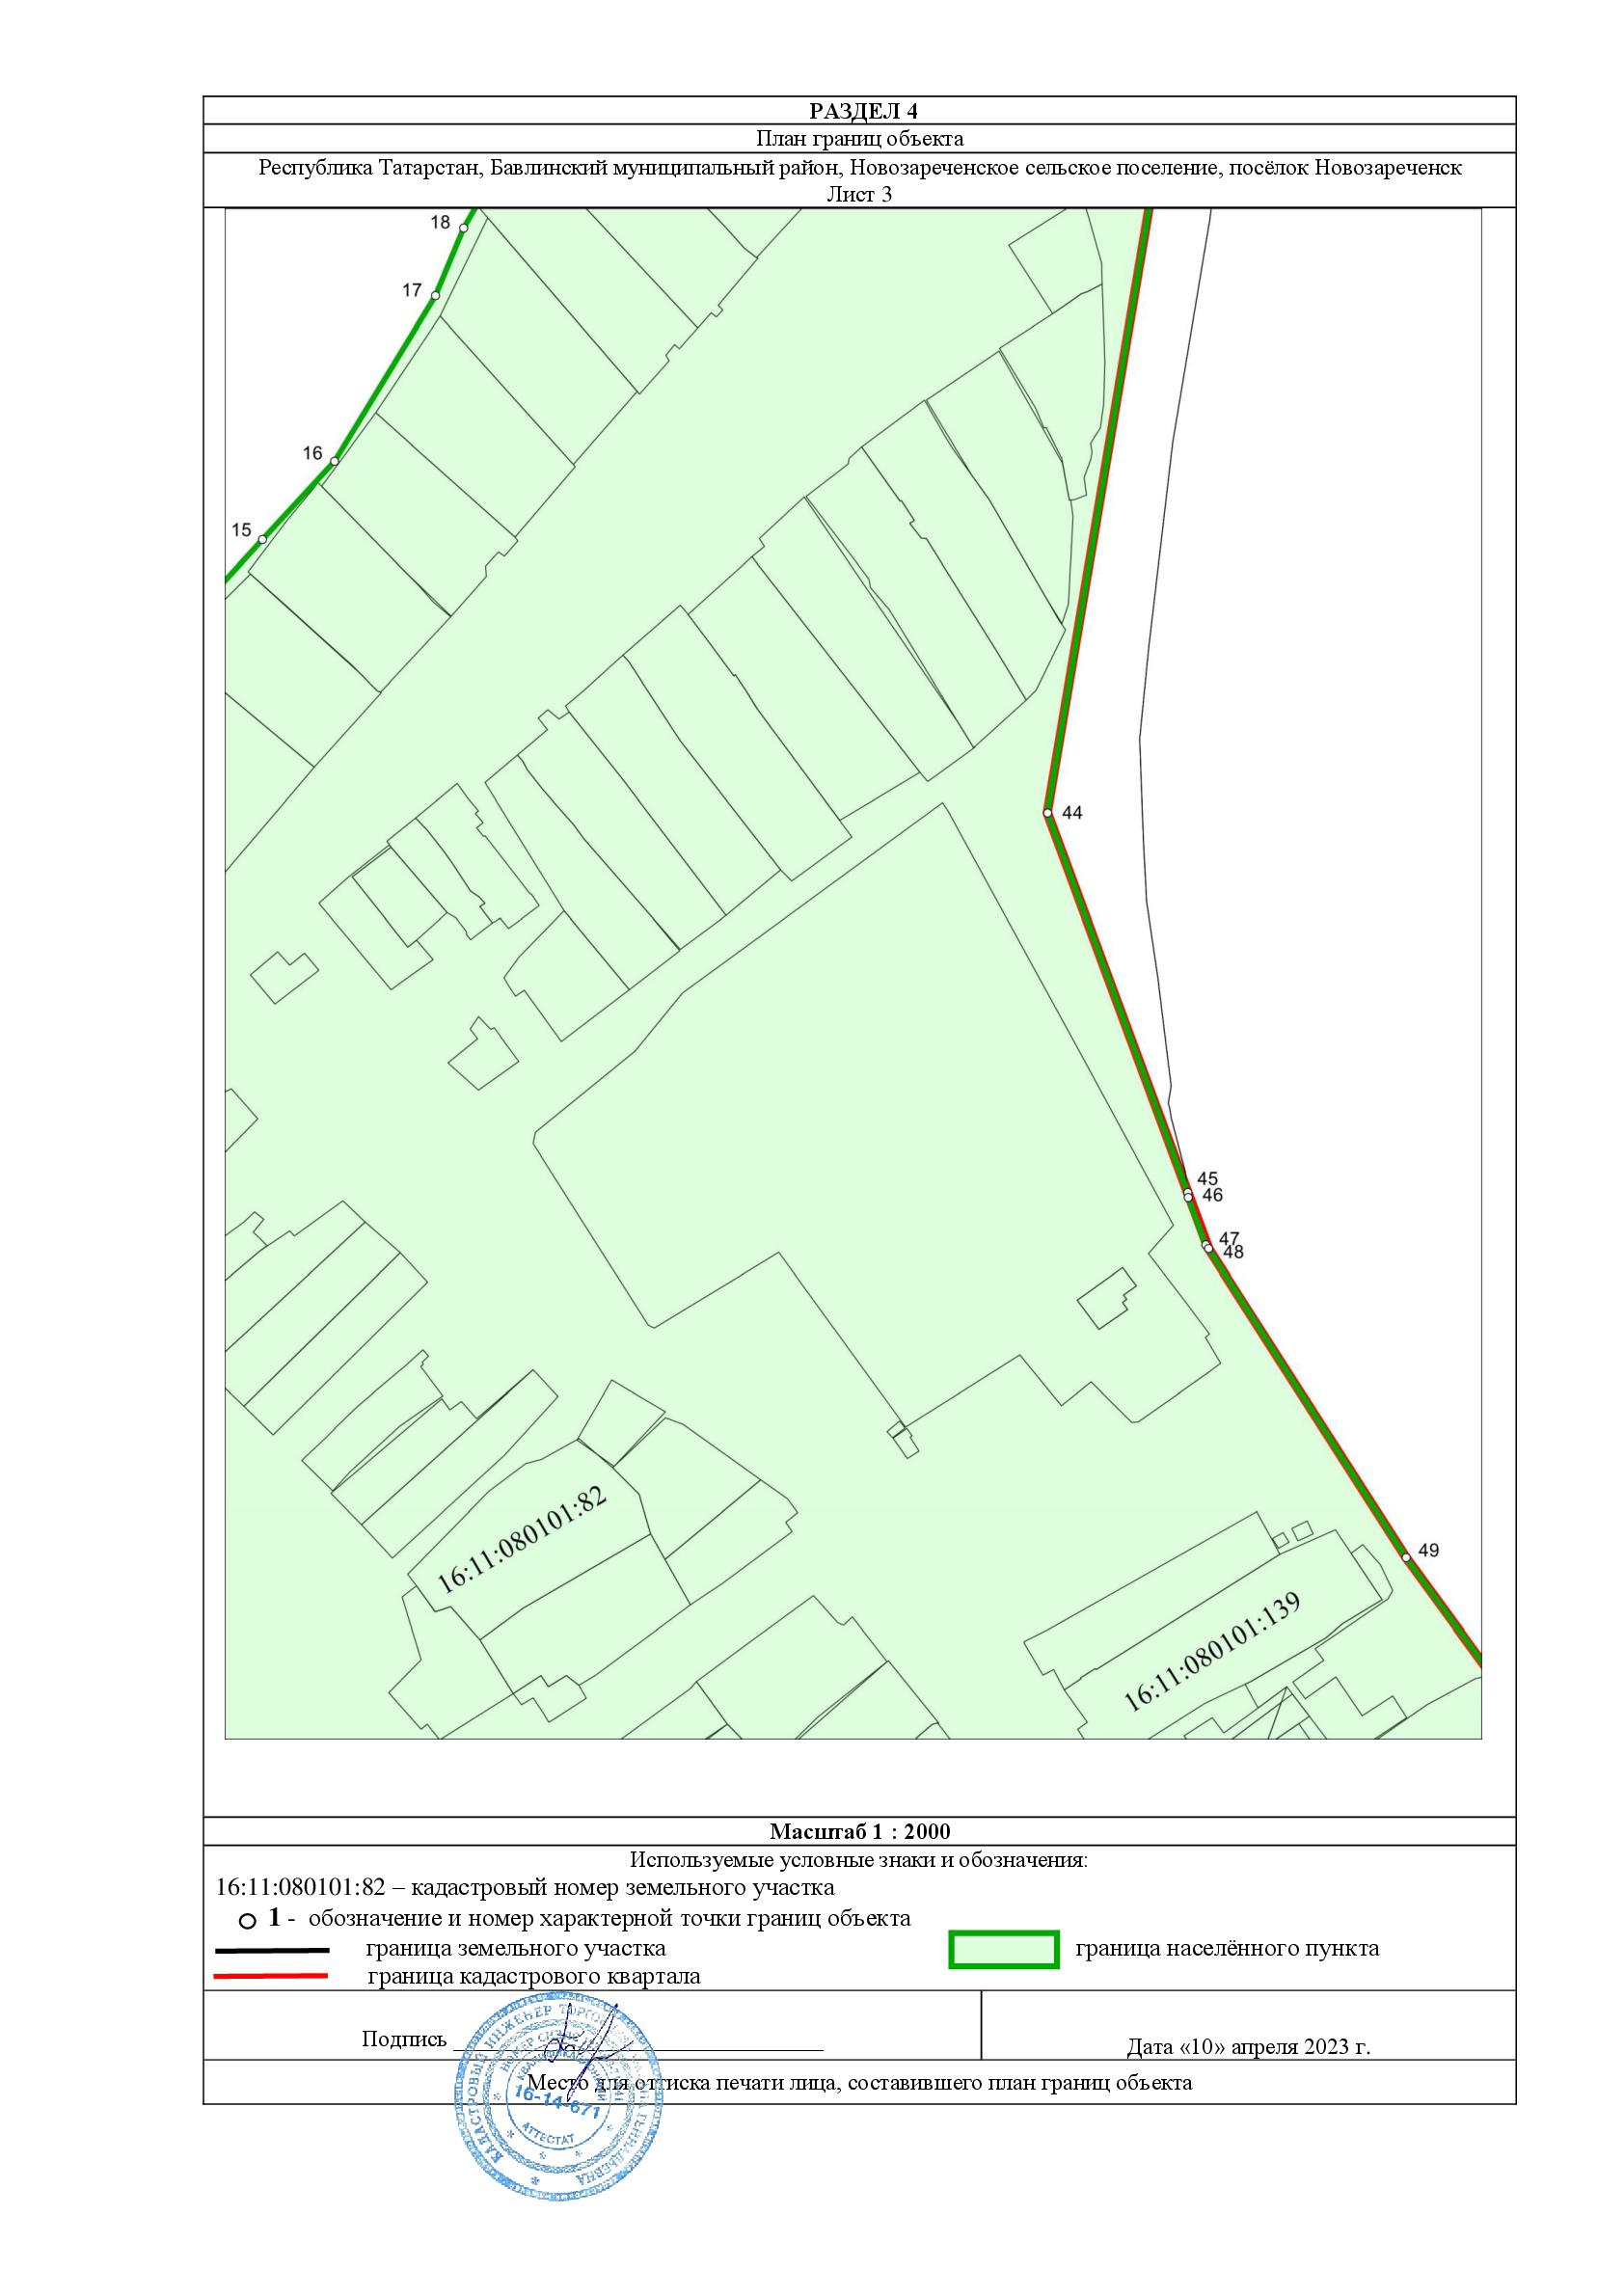 РАЗДЕЛ 4
План границ объекта
Республика Татарстан, Бавлинский муниципальный район, Новозареченское сельское поселение, посёлок Новозареченск
Лист 3
18
17
16
15
44
45
46
47
48
49
16:11:080101:82
16:11:080101:139
Масштаб 1 : 2000
Используемые условные знаки и обозначения:
16:11:080101:82 – кадастровый номер земельного участка
1 - обозначение и номер характерной точки границ объекта
граница земельного участка
граница населённого пункта
граница кадастрового квартала
Подпись
Дата «10» апреля 2023 г.
Место для оттиска печати лица, составившего план границ объекта
КАДАСТРОВЫЙ ИНЖЕНЕР
16-14-671
АТТЕСТАТ